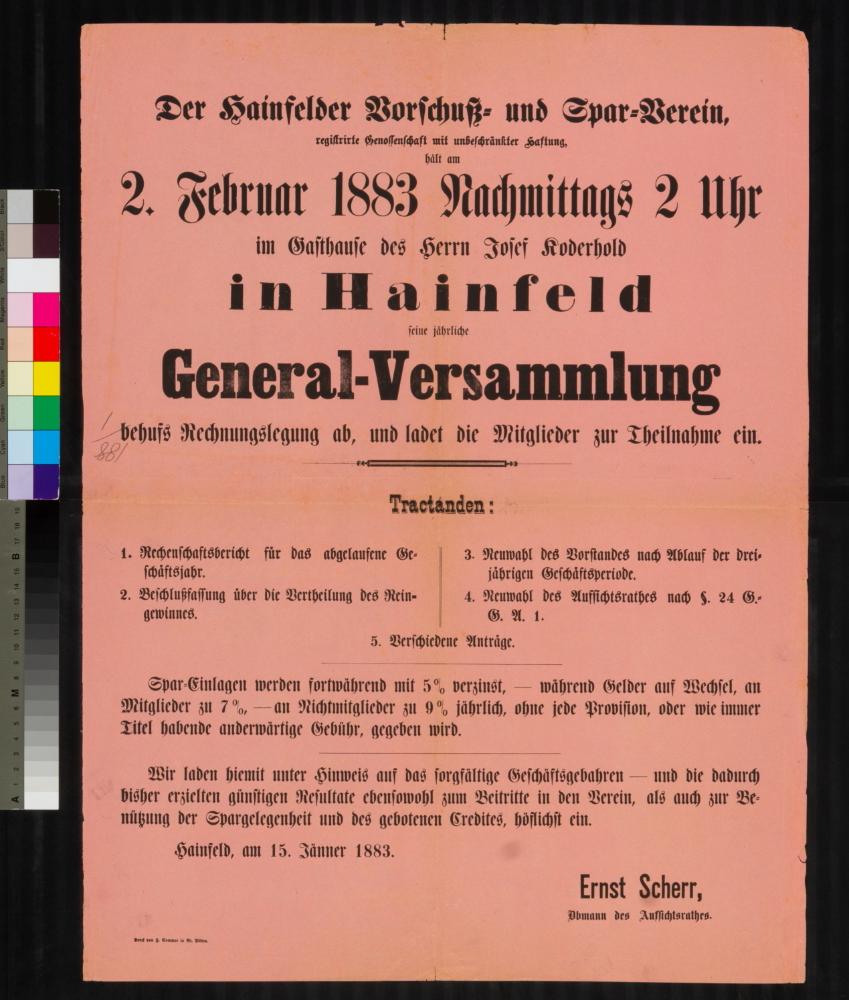 Der Hainfelder Vorschuß- und Spar-Verein,
registrirte Genossenschaft mit unbeschränkter Haftung,
hält am
2. Februar 1883 Nachmittags 2 Uhr
im Gasthause des Herrn Josef Koderhold
in Hainfeld
seine jährliche
General-Versammlung
behufs Rechnungslegung ab, und ladet die Mitglieder zur Theilnahme ein.
1/881
Tractanden:
1. Rechenschaftsbericht für das abgelaufene Ge-
schäftsjahr.
2. Beschlußfassung über die Vertheilung des Rein-
gewinnes.
3. Neuwahl des Vorstandes nach Ablauf der drei-
jährigen Geschäftsperiode.
4. Neuwahl des Aufsichtsrathes nach §. 24 G.-
G. A. 1.
5. Verschiedene Anträge.
Spar-Einlagen werden fortwährend mit 5% verzinst, — während Gelder auf Wechsel, an
Mitglieder zu 7%, — an Nichtmitglieder zu 9% jährlich, ohne jede Provision, oder wie immer
Titel habende anderwärtige Gebühr, gegeben wird.
Wir laden hiemit unter Hinweis auf das sorgfältige Geschäftsgebahren — und die dadurch
bisher erzielten günstigen Resultate ebensowohl zum Beitritte in den Verein, als auch zur Be-
nützung der Spargelegenheit und des gebotenen Credites, höflichst ein.
Hainfeld, am 15. Jänner 1883.
Ernst Scherr,
Obmann des Aufsichtsrathes.
Druck von in St. Pölten.